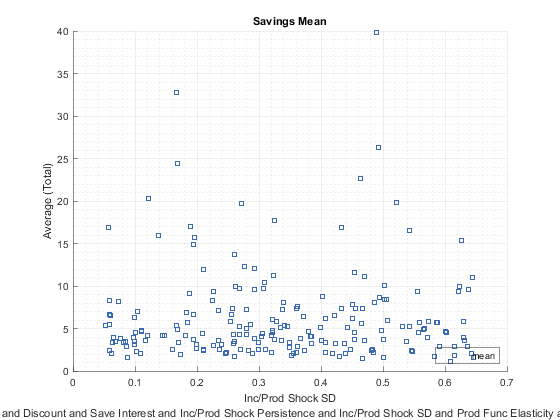 Savings Mean
40
35
30
25
20
15
10
5
0
Average (Total)
0 0.1 0.2 0.3 0.4 0.5 0.6 0.7
mean
Inc/Prod Shock SD
and Discount and Save Interest and Inc/Prod Shock Persistence and Inc/Prod Shock SD and Prod Func Elasticity a